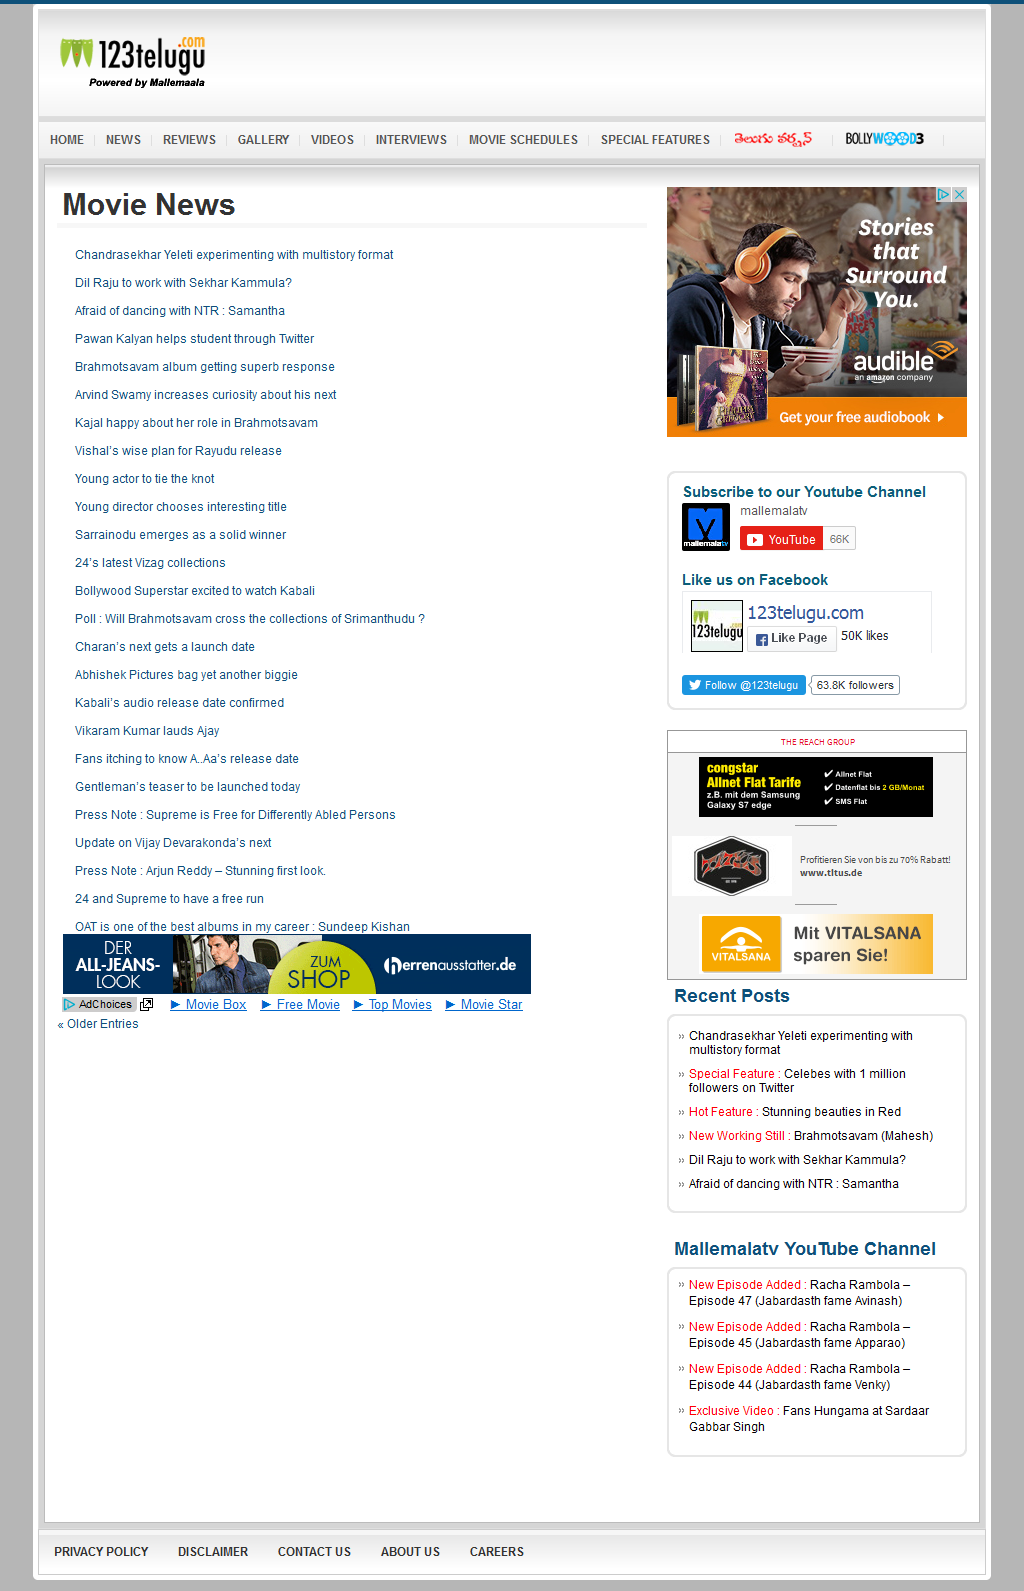 123telugu.com
Powered by Mallemaala
HOME
NEWS
REVIEWS
GALLERY
VIDEOS
INTERVIEWS
MOVIE SCHEDULES
SPECIAL FEATURES
తెలుగు వర్షన్
BOLLYWOOD3
Movie News
Chandrasekhar Yeleti experimenting with multistory format
Dil Raju to work with Sekhar Kammula?
Afraid of dancing with NTR : Samantha
Pawan Kalyan helps student through Twitter
Brahmotsavam album getting superb response
Arvind Swamy increases curiosity about his next
Kajal happy about her role in Brahmotsavam
Vishal's wise plan for Rayudu release
Young actor to tie the knot
Young director chooses interesting title
Sarrainodu emerges as a solid winner
24's latest Vizag collections
Bollywood Superstar excited to watch Kabali
Poll : Will Brahmotsavam cross the collections of Srimanthudu ?
Charan's next gets a launch date
Abhishek Pictures bag yet another biggie
Kabali's audio release date confirmed
Vikaram Kumar lauds Ajay
Fans itching to know A..Aa's release date
Gentleman's teaser to be launched today
Press Note : Supreme is Free for Differently Abled Persons
Update on Vijay Devarakonda's next
Press Note : Arjun Reddy – Stunning first look.
24 and Supreme to have a free run
OAT is one of the best albums in my career : Sundeep Kishan
DER
ALL-JEANS-
LOOK
ZUM
SHOP
herrenausstatter.de
AdChoices
► Movie Box
► Free Movie
► Top Movies
► Movie Star
« Older Entries
Stories
that
Surround
You.
audible
an amazon company
Get your free audiobook
Subscribe to our Youtube Channel
mallemalatv
mallemalatv
YouTube
66K
Like us on Facebook
123telugu
123telugu.com
Like Page
50K likes
Follow @123telugu
63.8K followers
THE REACH GROUP
congstar
Allnet Flat Tarife
z.B. mit dem Samsung
Galaxy S7 edge
✔ Allnet Flat
✔ Datenflat bis 2 GB/Monat
✔ SMS Flat
TITUS
Profitieren Sie von bis zu 70% Rabatt!
www.titus.de
VITALSANA
Mit VITALSANA
sparen Sie!
Recent Posts
» Chandrasekhar Yeleti experimenting with
multistory format
» Special Feature : Celebes with 1 million
followers on Twitter
» Hot Feature : Stunning beauties in Red
» New Working Still : Brahmotsavam (Mahesh)
» Dil Raju to work with Sekhar Kammula?
» Afraid of dancing with NTR : Samantha
Mallemalatv YouTube Channel
» New Episode Added : Racha Rambola –
Episode 47 (Jabardasth fame Avinash)
» New Episode Added : Racha Rambola –
Episode 45 (Jabardasth fame Apparao)
» New Episode Added : Racha Rambola –
Episode 44 (Jabardasth fame Venky)
» Exclusive Video : Fans Hungama at Sardaar
Gabbar Singh
PRIVACY POLICY
DISCLAIMER
CONTACT US
ABOUT US
CAREERS